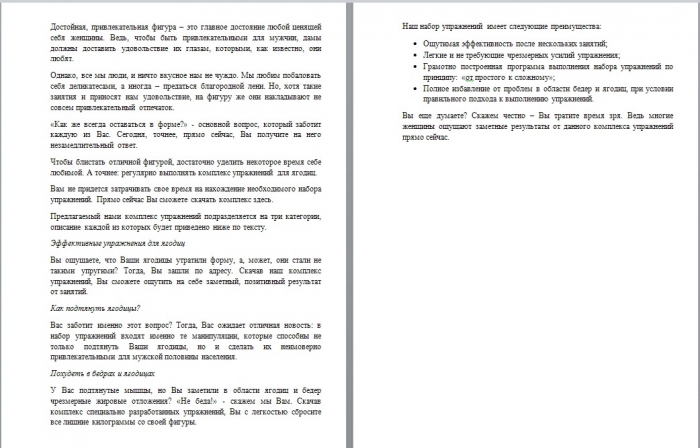 Достойная, привлекательная фигура – это главное достояние любой ценящей
себя женщины. Ведь, чтобы быть привлекательными для мужчин, дамы
должны доставить удовольствие их глазам, которыми, как известно, они
любят.
Однако, все мы люди, и ничто вкусное нам не чуждо. Мы любим побаловать
себя деликатесами, а иногда – предаться благородной лени. Но, хотя такие
занятия и приносят нам удовольствие, на фигуру же они накладывают не
совсем привлекательный отпечаток.
«Как же всегда оставаться в форме?» - основной вопрос, который заботит
каждую из Вас. Сегодня, точнее, прямо сейчас, Вы получите на него
незамедлительный ответ.
Чтобы блистать отличной фигурой, достаточно уделить некоторое время себе
любимой. А точнее: регулярно выполнять комплекс упражнений для ягодиц.
Вам не придется затрачивать свое время на нахождение необходимого набора
упражнений. Прямо сейчас Вы сможете скачать комплекс здесь.
Предлагаемый нами комплекс упражнений подразделяется на три категории,
описание каждой из которых будет приведено ниже по тексту.
Эффективные упражнения для ягодиц
Вы ощущаете, что Ваши ягодицы утратили форму, а, может, они стали не
такими упругими? Тогда, Вы зашли по адресу. Скачав наш комплекс
упражнений, Вы сможете ощутить на себе заметный, позитивный результат
от занятий.
Как подтянуть ягодицы?
Вас заботит именно этот вопрос? Тогда, Вас ожидает отличная новость: в
набор упражнений входят именно те манипуляции, которые способны не
только подтянуть Ваши ягодицы, но и сделать их неимоверно
привлекательными для мужской половины населения.
Похудеть в бедрах и ягодицах
У Вас подтянутые мышцы, но Вы заметили в области ягодиц и бедер
чрезмерные жировые отложения? «Не беда!» - скажем мы Вам. Скачав
комплекс специально разработанных упражнений, Вы с легкостью сбросите
все лишние килограммы со своей фигуры.
Наш набор упражнений имеет следующие преимущества:
• Ощутимая эффективность после нескольких занятий;
• Легкие и не требующие чрезмерных усилий упражнения;
• Грамотно построенная программа выполнения набора упражнений по
принципу: «от простого к сложному»;
• Полное избавление от проблем в области бедер и ягодиц, при условии
правильного подхода к выполнению упражнений.
Вы еще думаете? Скажем честно – Вы тратите время зря. Ведь многие
женщины ощущают заметные результаты от данного комплекса упражнений
прямо сейчас.